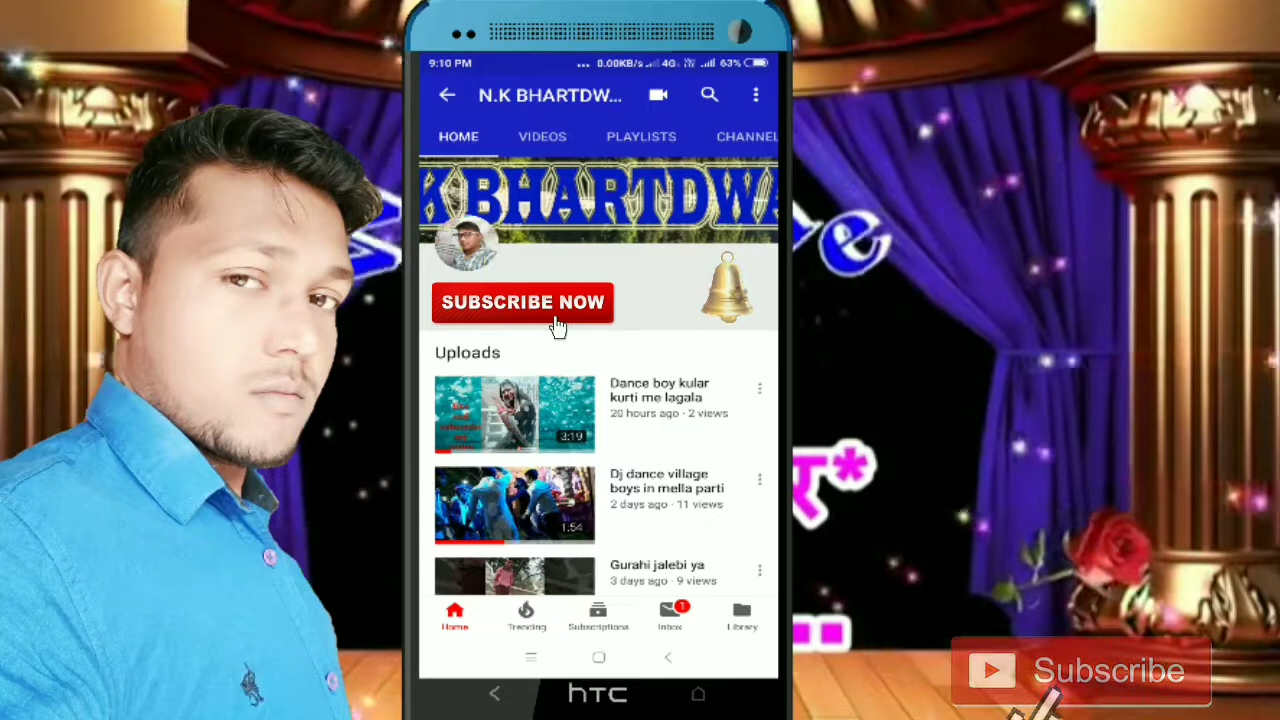 9:10 PM ... 0.00KB/s 4G 63%
N.K BHARTDW...
HOME VIDEOS PLAYLISTS CHANNEL
K BHARTDWA
SUBSCRIBE NOW
Uploads
Dance boy kular
kurti me lagala
20 hours ago · 2 views
3:19
Dj dance village
boys in mella parti
2 days ago · 11 views
1:54
Gurahi jalebi ya
3 days ago · 9 views
1
Home Trending Subscriptions Inbox Library
hTC
Subscribe